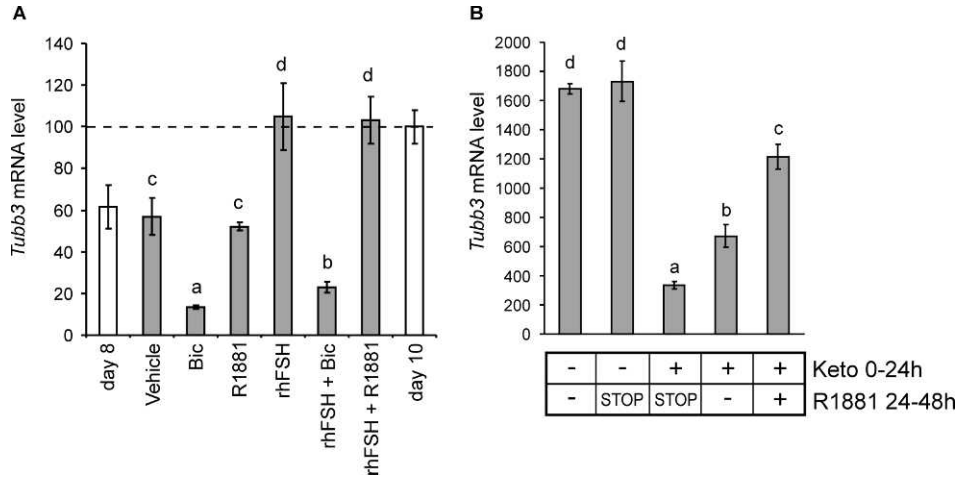 A
Tubb3 mRNA level
140
120
100
80
60
40
20
0
c
a
c
d
b
d
day 8
Vehicle
Bic
R1881
rhFSH
rhFSH + Bic
rhFSH + R1881
day 10
B
Tubb3 mRNA level
2000
1800
1600
1400
1200
1000
800
600
400
200
0
d
d
a
b
c
- - + + + Keto 0-24h
- STOP STOP - + R1881 24-48h